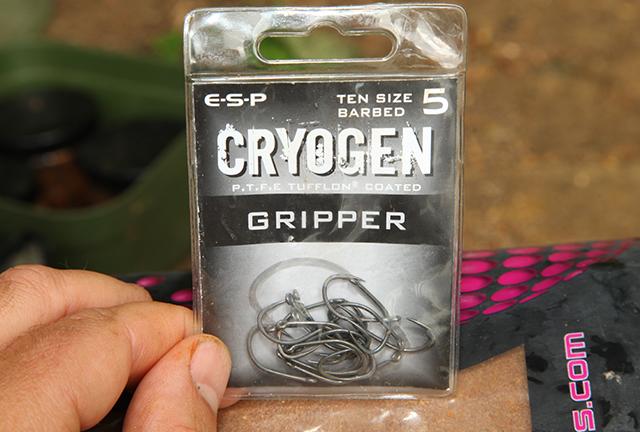 E-S-P
TEN SIZE 5
BARBED
CRYOGEN
P.T.F.E TUFFLON® COATED
GRIPPER
s.com